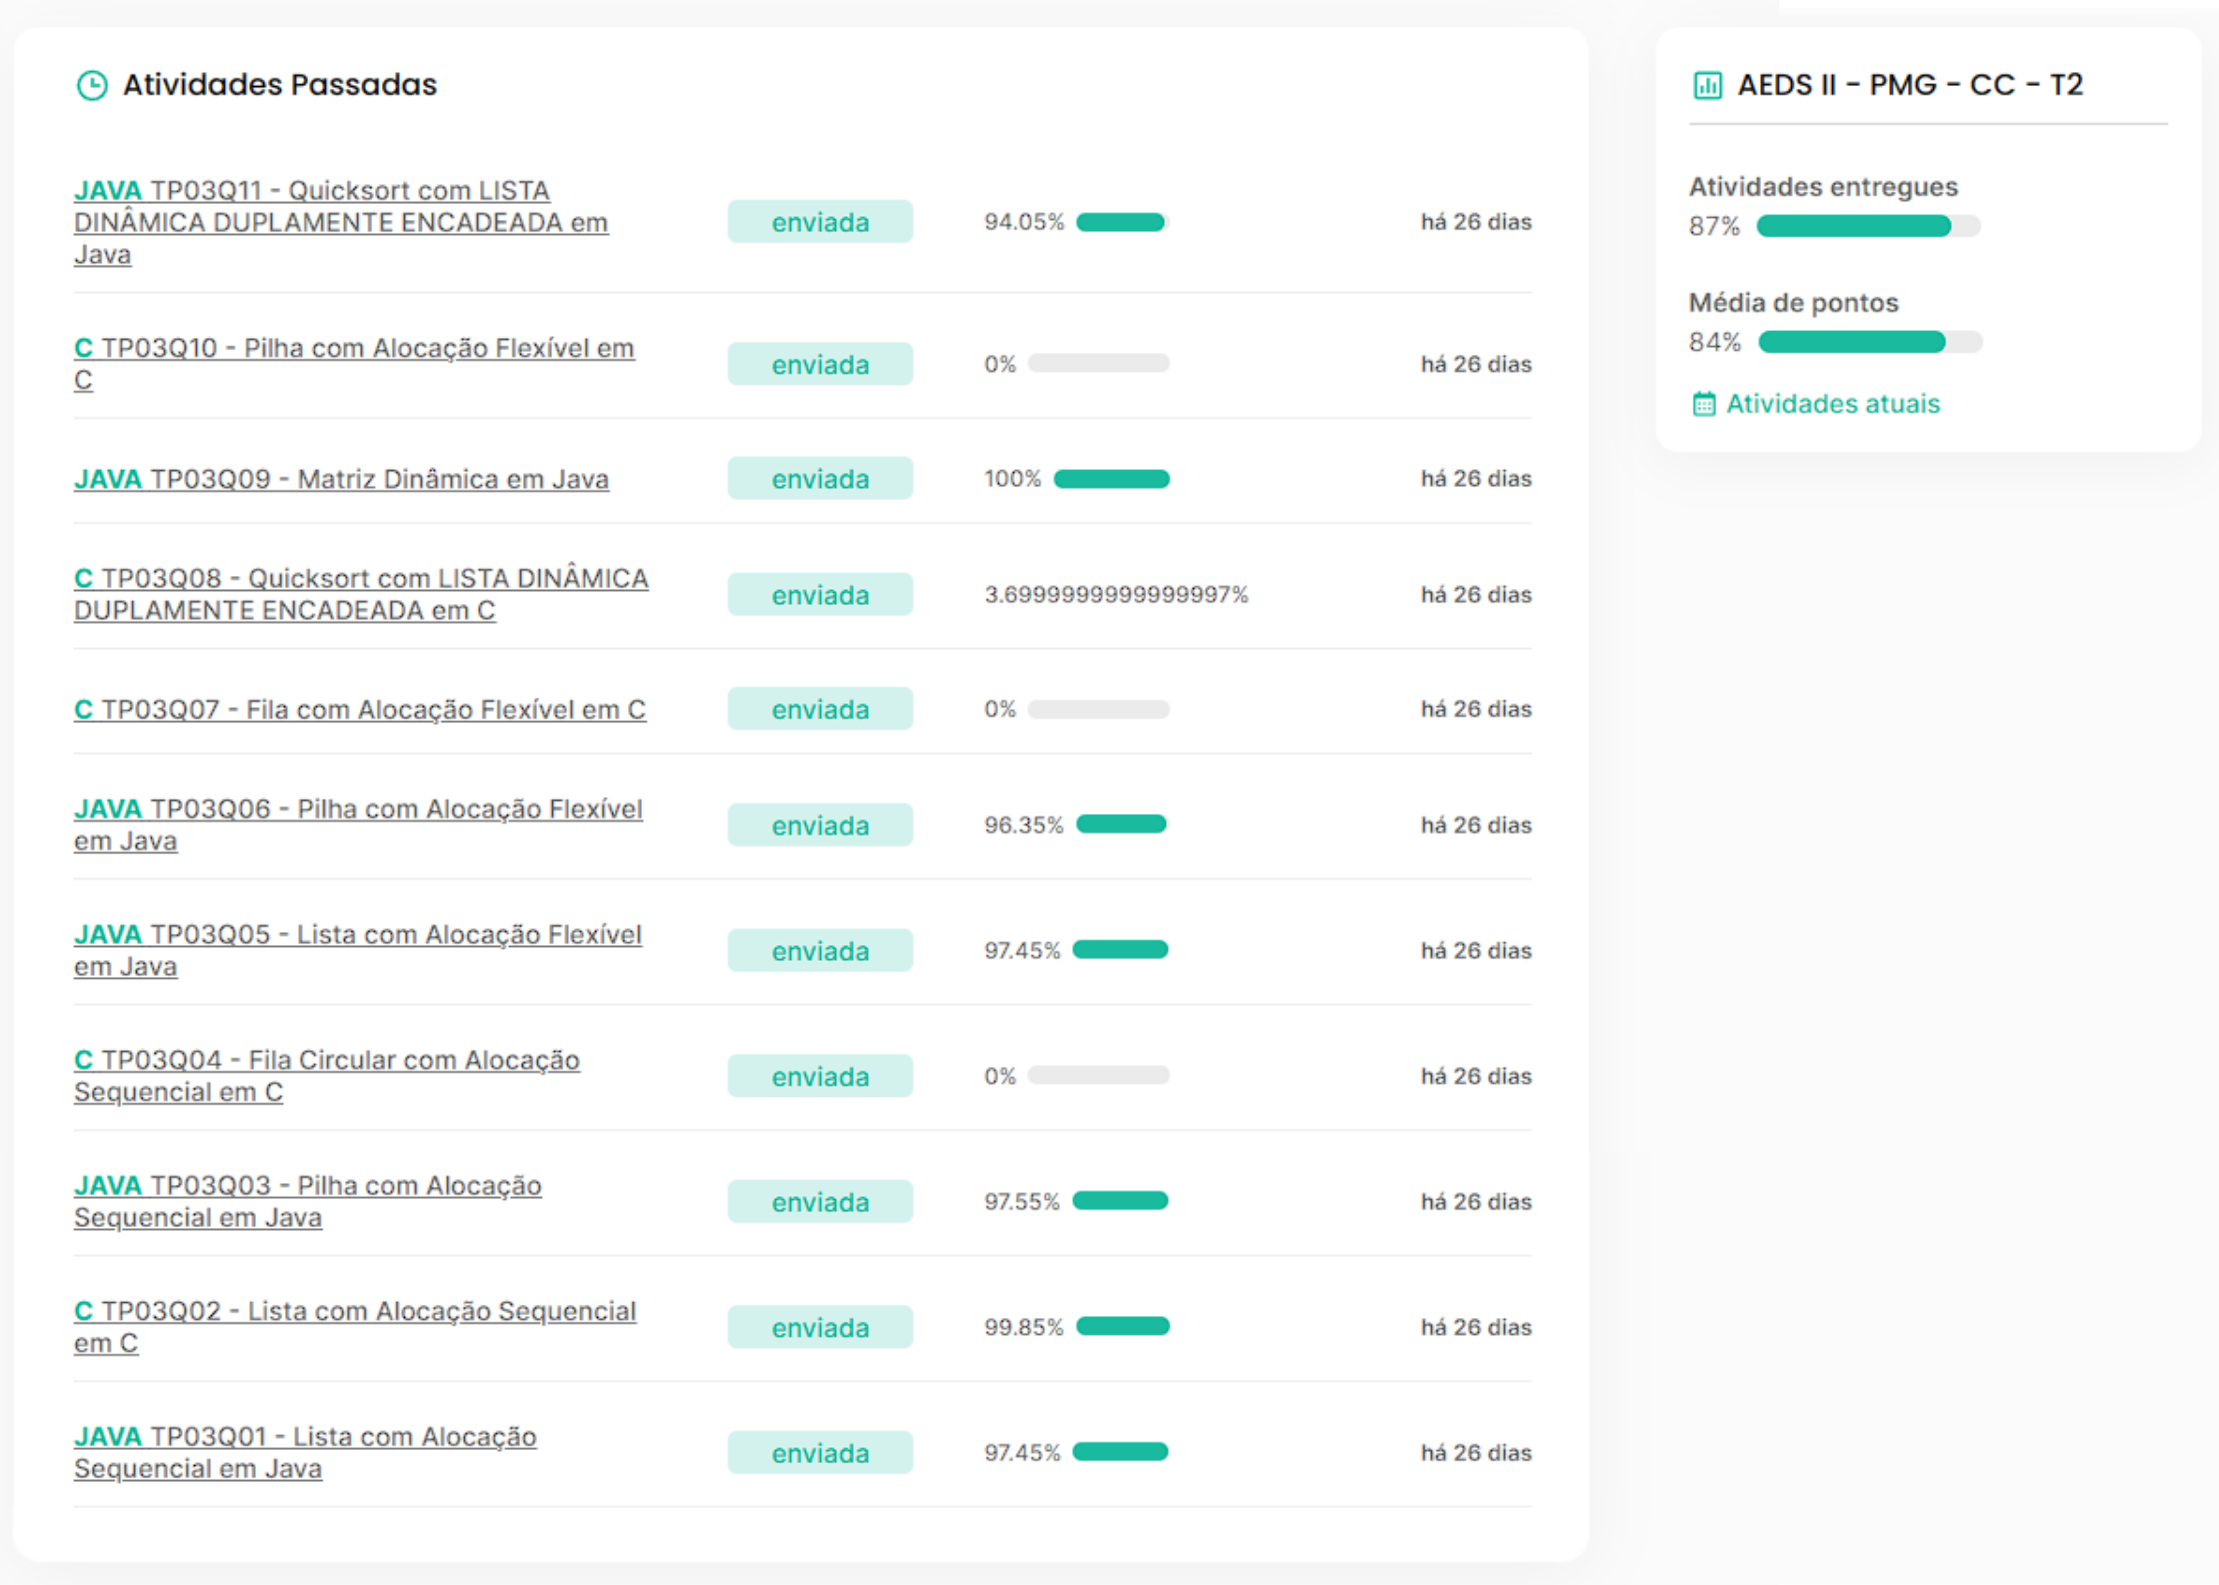 Atividades Passadas
JAVA TP03Q11 - Quicksort com LISTA
DINÂMICA DUPLAMENTE ENCADEADA em
Java
enviada
94.05%
há 26 dias
C TP03Q10 - Pilha com Alocação Flexível em
C
enviada
0%
há 26 dias
JAVA TP03Q09 - Matriz Dinâmica em Java
enviada
100%
há 26 dias
C TP03Q08 - Quicksort com LISTA DINÂMICA
DUPLAMENTE ENCADEADA em C
enviada
3.6999999999999997%
há 26 dias
C TP03Q07 - Fila com Alocação Flexível em C
enviada
0%
há 26 dias
JAVA TP03Q06 - Pilha com Alocação Flexível
em Java
enviada
96.35%
há 26 dias
JAVA TP03Q05 - Lista com Alocação Flexível
em Java
enviada
97.45%
há 26 dias
C TP03Q04 - Fila Circular com Alocação
Sequencial em C
enviada
0%
há 26 dias
JAVA TP03Q03 - Pilha com Alocação
Sequencial em Java
enviada
97.55%
há 26 dias
C TP03Q02 - Lista com Alocação Sequencial
em C
enviada
99.85%
há 26 dias
JAVA TP03Q01 - Lista com Alocação
Sequencial em Java
enviada
97.45%
há 26 dias
AEDS II - PMG - CC - T2
Atividades entregues
87%
Média de pontos
84%
Atividades atuais